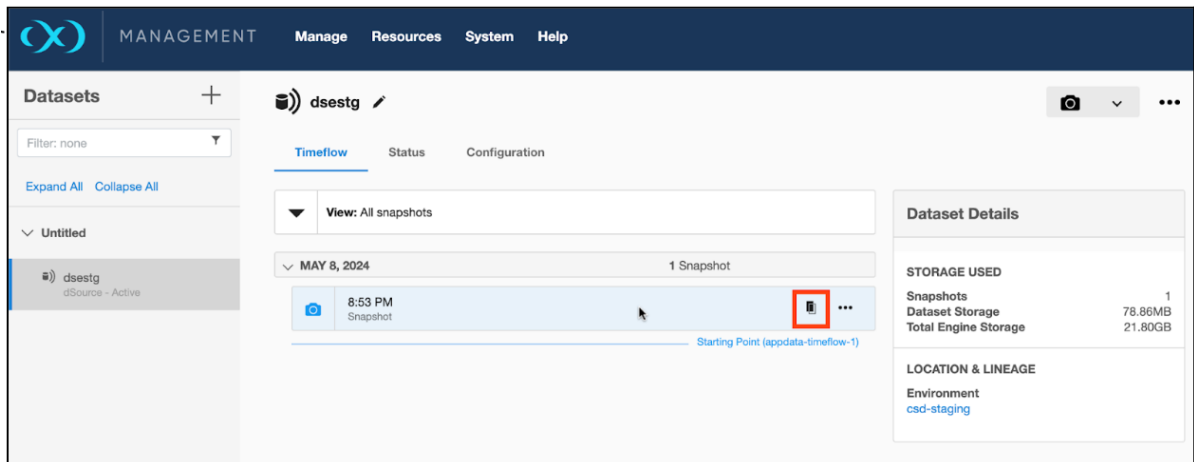 MANAGEMENT
Manage Resources System Help
Datasets
Filter: none
Expand All Collapse All
Untitled
dsestg
dSource - Active
dsestg
Timeflow Status Configuration
View: All snapshots
MAY 8, 2024 1 Snapshot
8:53 PM
Snapshot
Starting Point (appdata-timeflow-1)
Dataset Details
STORAGE USED
Snapshots 1
Dataset Storage 78.86MB
Total Engine Storage 21.80GB
LOCATION & LINEAGE
Environment
csd-staging